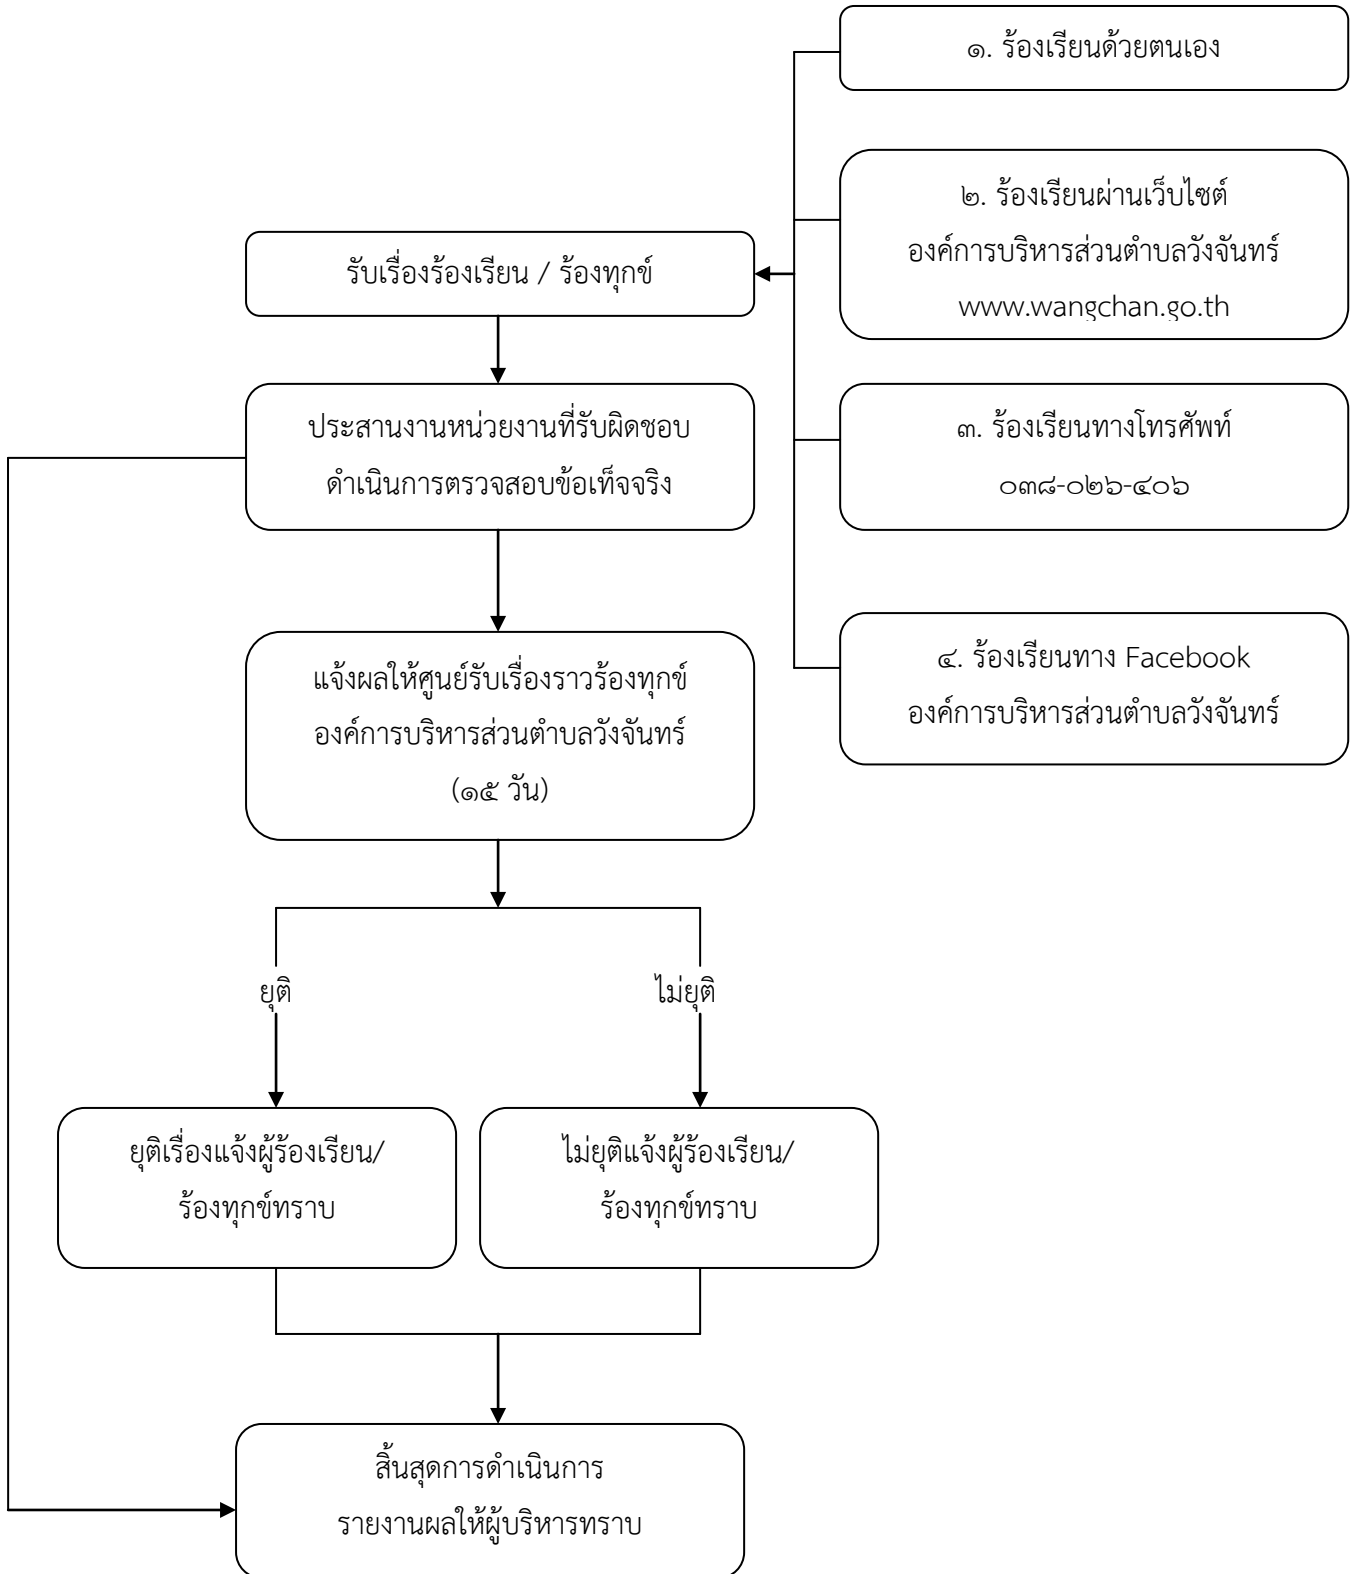 ๑. ร้องเรียนด้วยตนเอง
๒. ร้องเรียนผ่านเว็บไซต์
องค์การบริหารส่วนตำบลวังจันทร์
www.wangchan.go.th
รับเรื่องร้องเรียน / ร้องทุกข์
ประสานงานหน่วยงานที่รับผิดชอบ
ดำเนินการตรวจสอบข้อเท็จจริง
๓. ร้องเรียนทางโทรศัพท์
๐๓๘-๐๒๖-๔๐๖
แจ้งผลให้ศูนย์รับเรื่องราวร้องทุกข์
องค์การบริหารส่วนตำบลวังจันทร์
(๑๕ วัน)
๔. ร้องเรียนทาง Facebook
องค์การบริหารส่วนตำบลวังจันทร์
ยุติ
ไม่ยุติ
ยุติเรื่องแจ้งผู้ร้องเรียน/
ร้องทุกข์ทราบ
ไม่ยุติแจ้งผู้ร้องเรียน/
ร้องทุกข์ทราบ
สิ้นสุดการดำเนินการ
รายงานผลให้ผู้บริหารทราบ